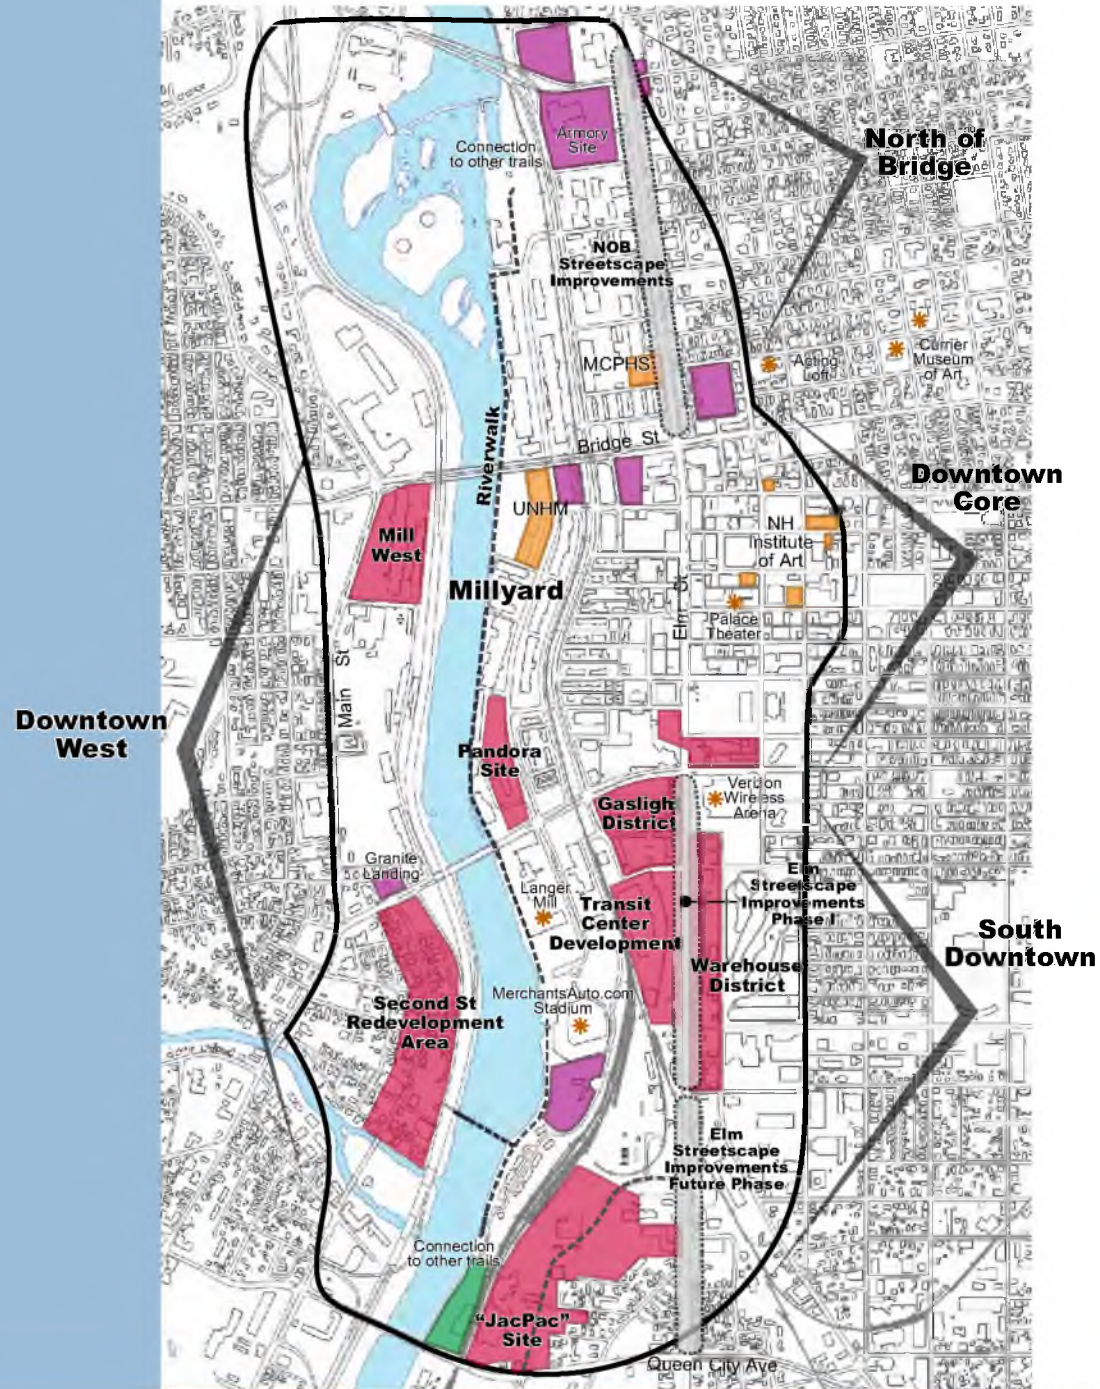 Armory
Site
Connection
to other trails
North of
Bridge
NOB
Streetscape
Improvements
MCPHS
Acting
Loft
Currier
Museum
of Art
Bridge St
Riverwalk
Downtown
Core
UNHM
NH
Institute
of Art
Mill
West
Millyard
Elm St
Palace
Theater
Main St
Downtown
West
Pandora
Site
Verizon
Wireless
Arena
Gasligh
District
Granite
Landing
Langer
Mill
Elm
Streetscape
Improvements
Phase I
Transit
Center
Development
South
Downtown
Warehouse
District
MerchantsAuto.com
Stadium
Second St
Redevelopment
Area
Elm
Streetscape
Improvements
Future Phase
Connection
to other trails
"JacPac"
Site
Queen City Ave